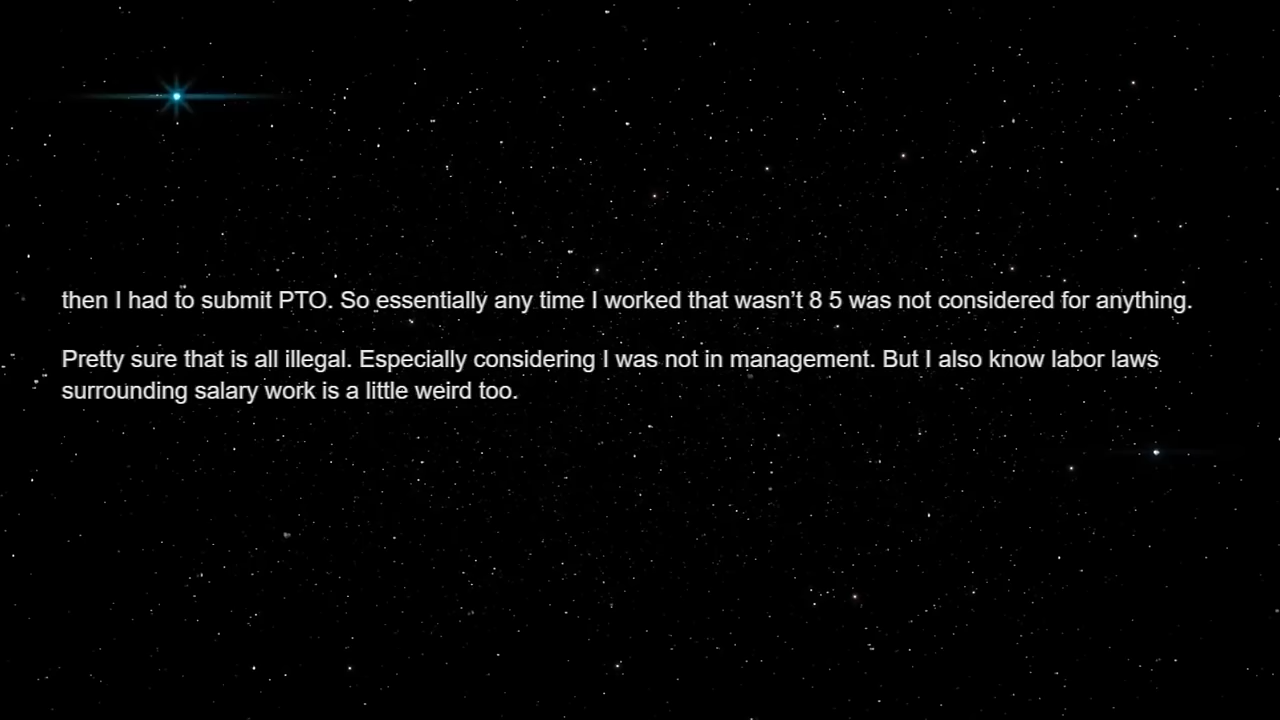 then I had to submit PTO. So essentially any time I worked that wasn’t 8 5 was not considered for anything.
Pretty sure that is all illegal. Especially considering I was not in management. But I also know labor laws
surrounding salary work is a little weird too.